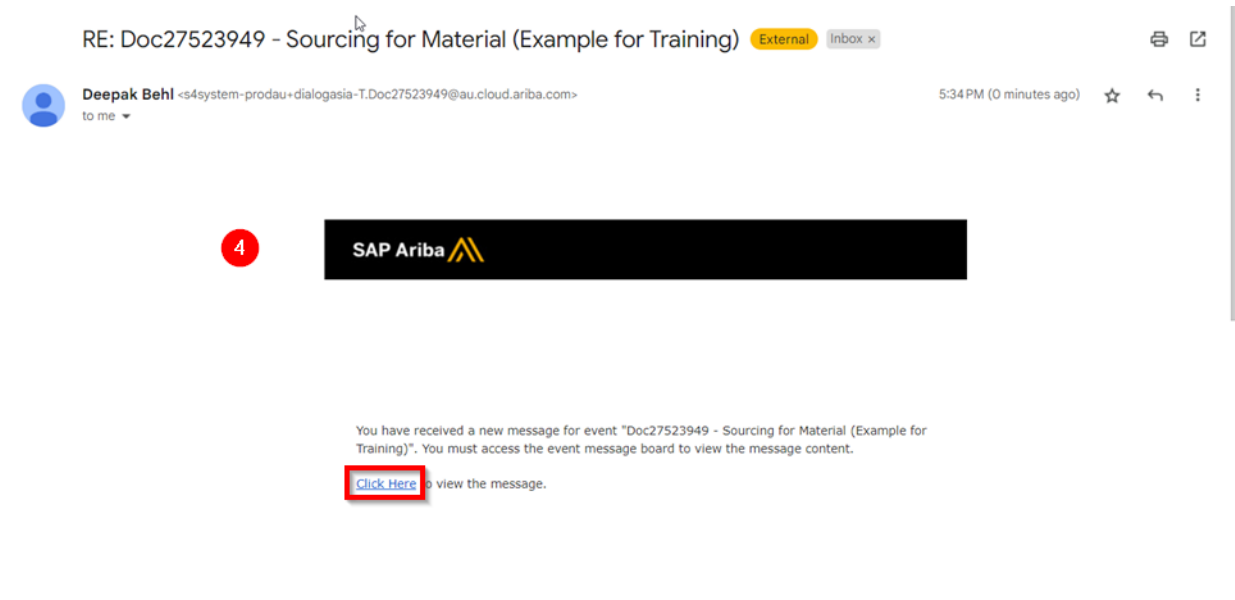 RE: Doc27523949 - Sourcing for Material (Example for Training) External Inbox ×
Deepak Behl <s4system-prodau+dialogasia-T.Doc27523949@au.cloud.ariba.com> 5:34 PM (0 minutes ago)
to me
4
SAP Ariba
You have received a new message for event "Doc27523949 - Sourcing for Material (Example for
Training)". You must access the event message board to view the message content.
Click Here o view the message.